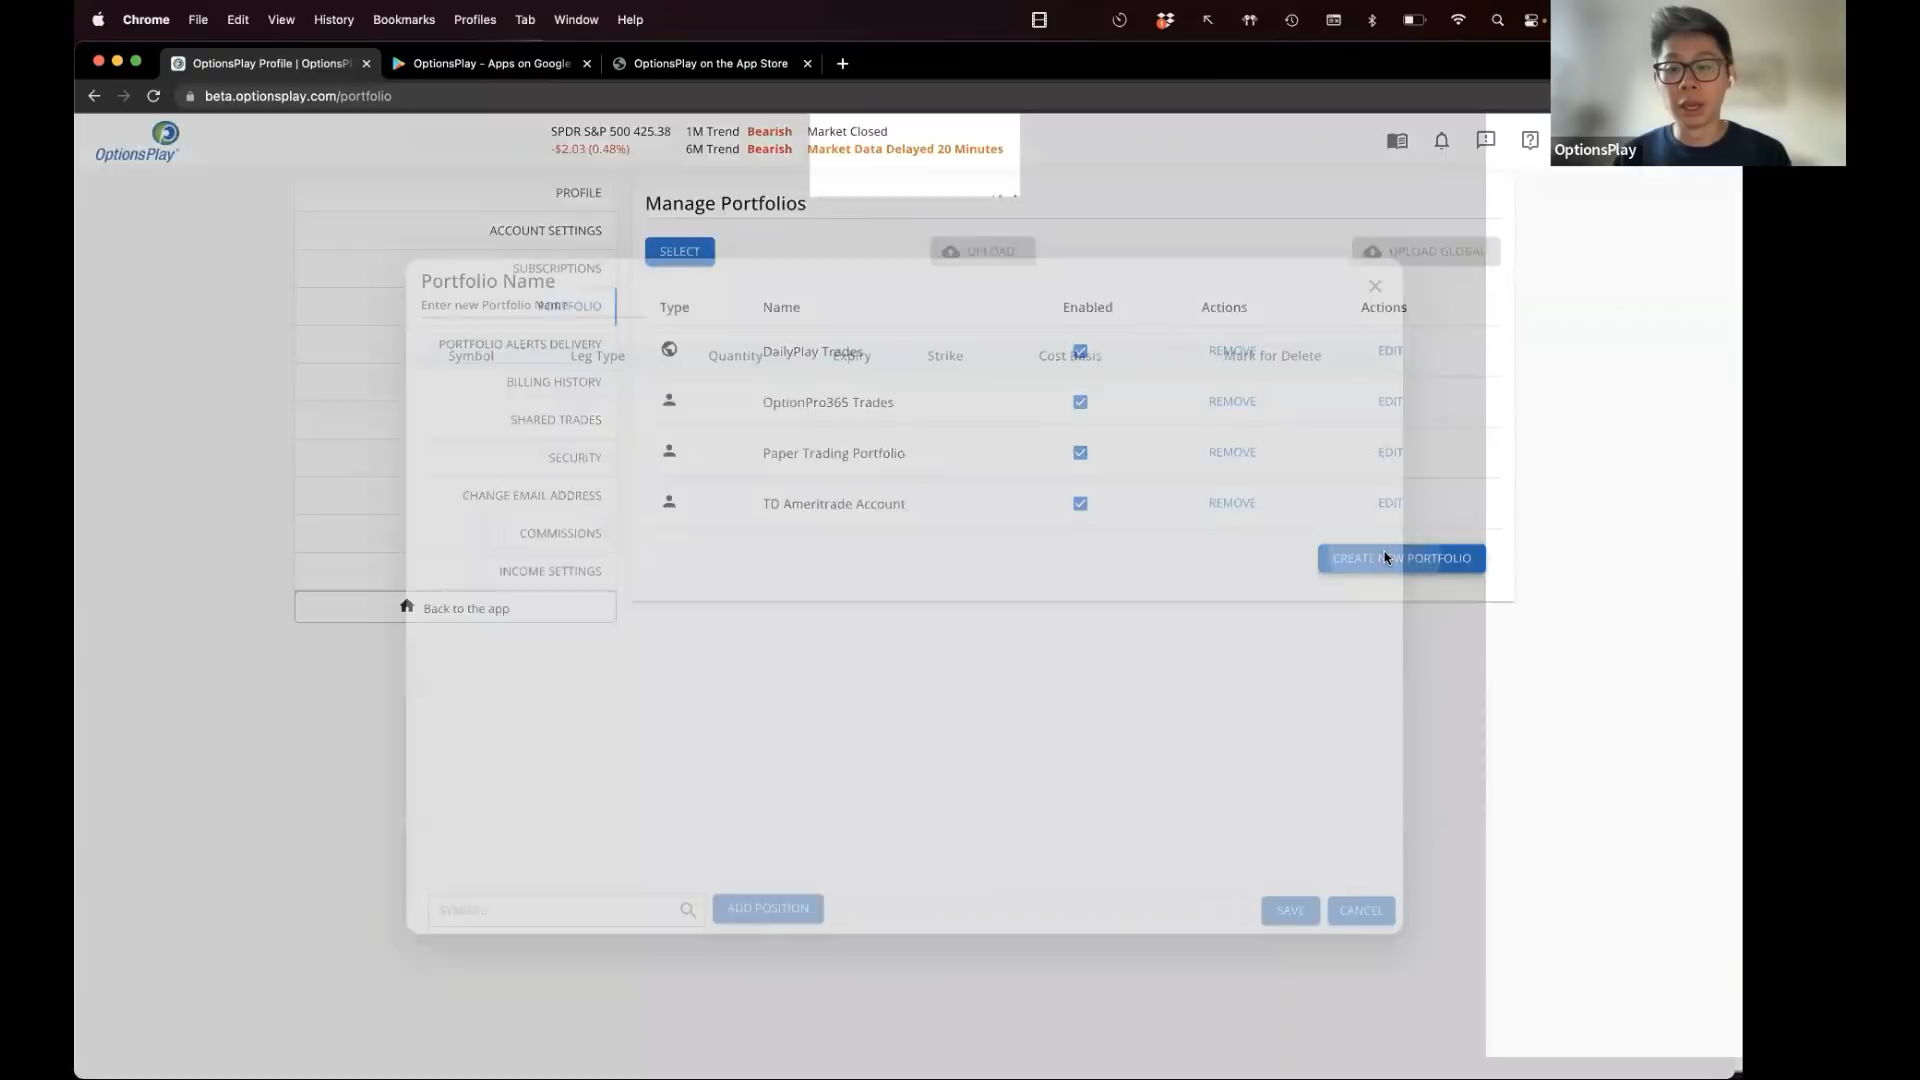 Chrome File Edit View History Bookmarks Profiles Tab Window Help
OptionsPlay Profile | OptionsPl
OptionsPlay - Apps on Google
OptionsPlay on the App Store
beta.optionsplay.com/portfolio
OptionsPlay
OptionsPlay
SPDR S&P 500 425.38 1M Trend Bearish Market Closed
-$2.03 (0.48%) 6M Trend Bearish Market Data Delayed 20 Minutes
PROFILE
ACCOUNT SETTINGS
SUBSCRIPTIONS
PORTFOLIO
PORTFOLIO ALERTS DELIVERY
BILLING HISTORY
SHARED TRADES
SECURITY
CHANGE EMAIL ADDRESS
COMMISSIONS
INCOME SETTINGS
Back to the app
Manage Portfolios
SELECT UPLOAD UPLOAD GLOBAL
Type Name Enabled Actions Actions
DailyPlay Trades REMOVE EDIT
OptionPro365 Trades REMOVE EDIT
Paper Trading Portfolio REMOVE EDIT
TD Ameritrade Account REMOVE EDIT
CREATE NEW PORTFOLIO
Portfolio Name
Enter new Portfolio Name
Symbol Leg Type Quantity Expiry Strike Cost Basis Mark for Delete
SYMBOL ADD POSITION SAVE CANCEL